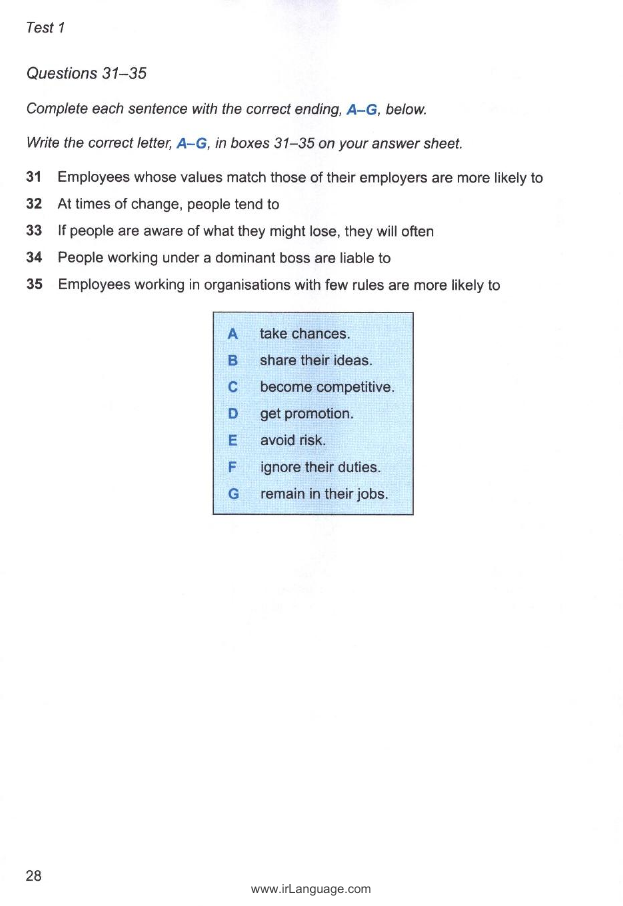 Test 1
Questions 31–35
Complete each sentence with the correct ending, A–G, below.
Write the correct letter, A–G, in boxes 31–35 on your answer sheet.
31 Employees whose values match those of their employers are more likely to
32 At times of change, people tend to
33 If people are aware of what they might lose, they will often
34 People working under a dominant boss are liable to
35 Employees working in organisations with few rules are more likely to
A take chances.
B share their ideas.
C become competitive.
D get promotion.
E avoid risk.
F ignore their duties.
G remain in their jobs.
28
www.irLanguage.com